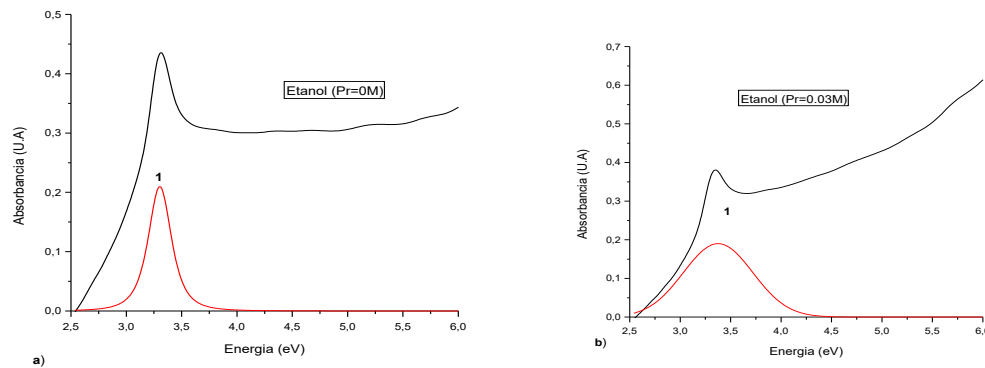 0,5
0,4
0,3
0,2
0,1
0,0
Absorbancia (U.A)
Etanol (Pr=0M)
1
2,5 3,0 3,5 4,0 4,5 5,0 5,5 6,0
Energia (eV)
a)
0,7
0,6
0,5
0,4
0,3
0,2
0,1
0,0
Absorbancia (U.A)
Etanol (Pr=0.03M)
1
2,5 3,0 3,5 4,0 4,5 5,0 5,5 6,0
Energia (eV)
b)